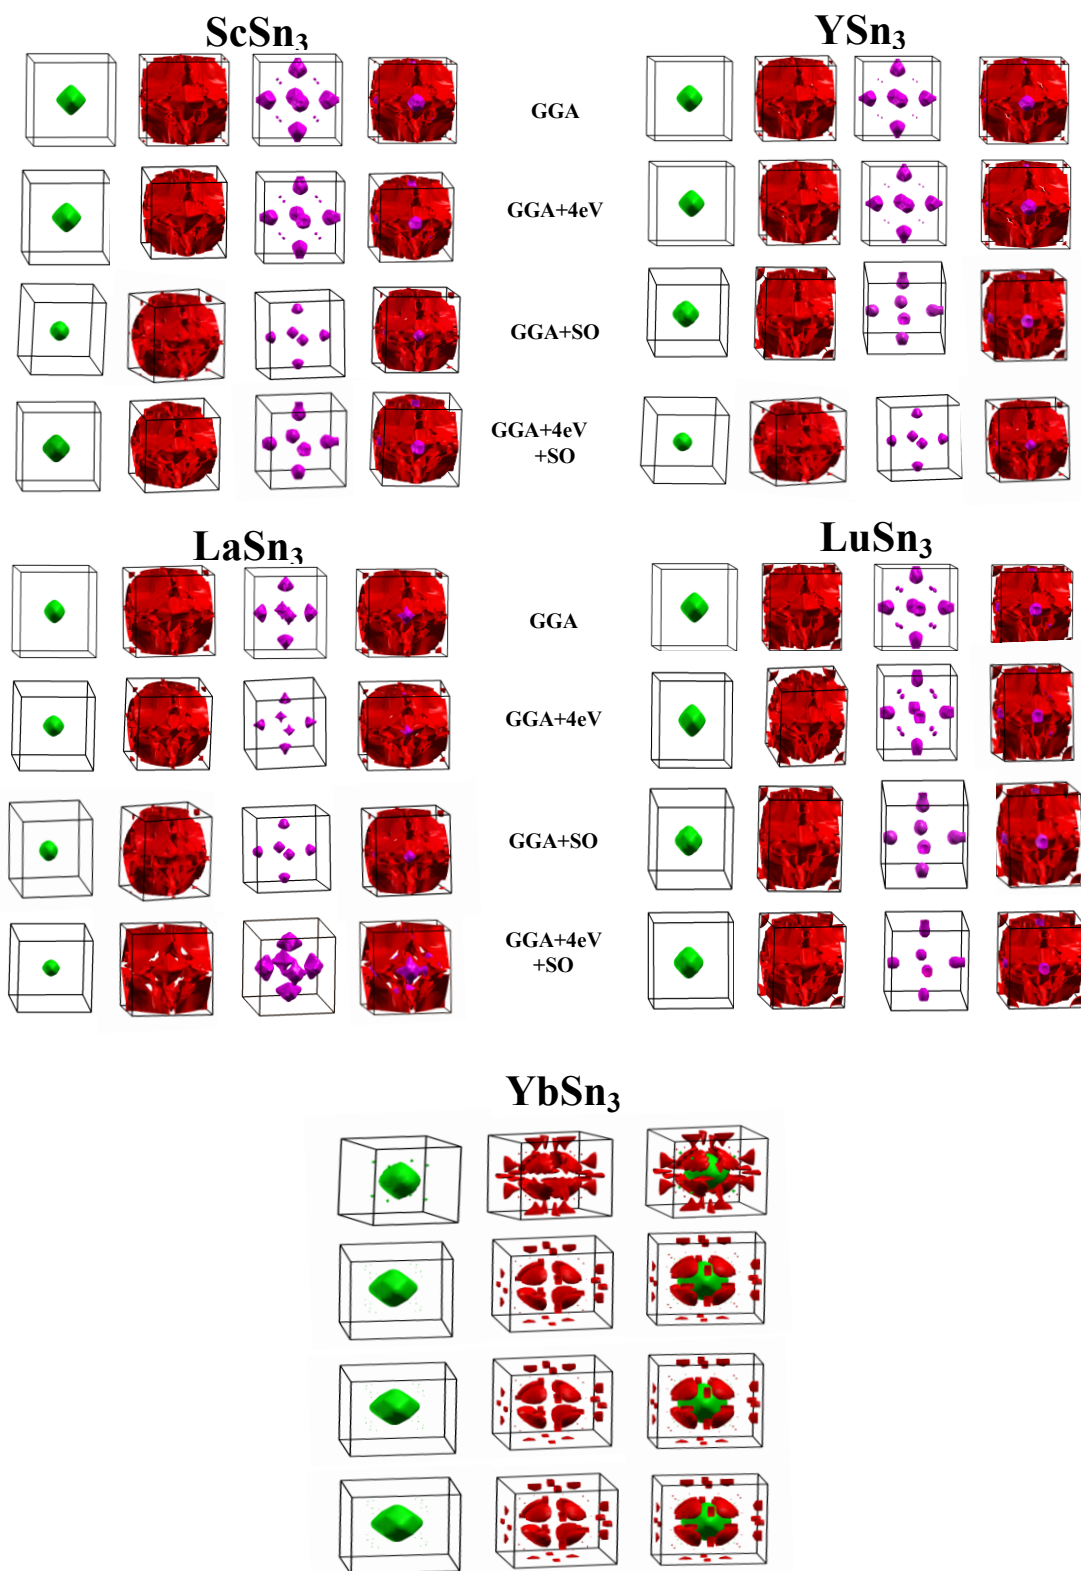 ScSn₃
YSn₃
GGA
GGA+4eV
GGA+SO
GGA+4eV
+SO
LaSn₃
LuSn₃
GGA
GGA+4eV
GGA+SO
GGA+4eV
+SO
YbSn₃